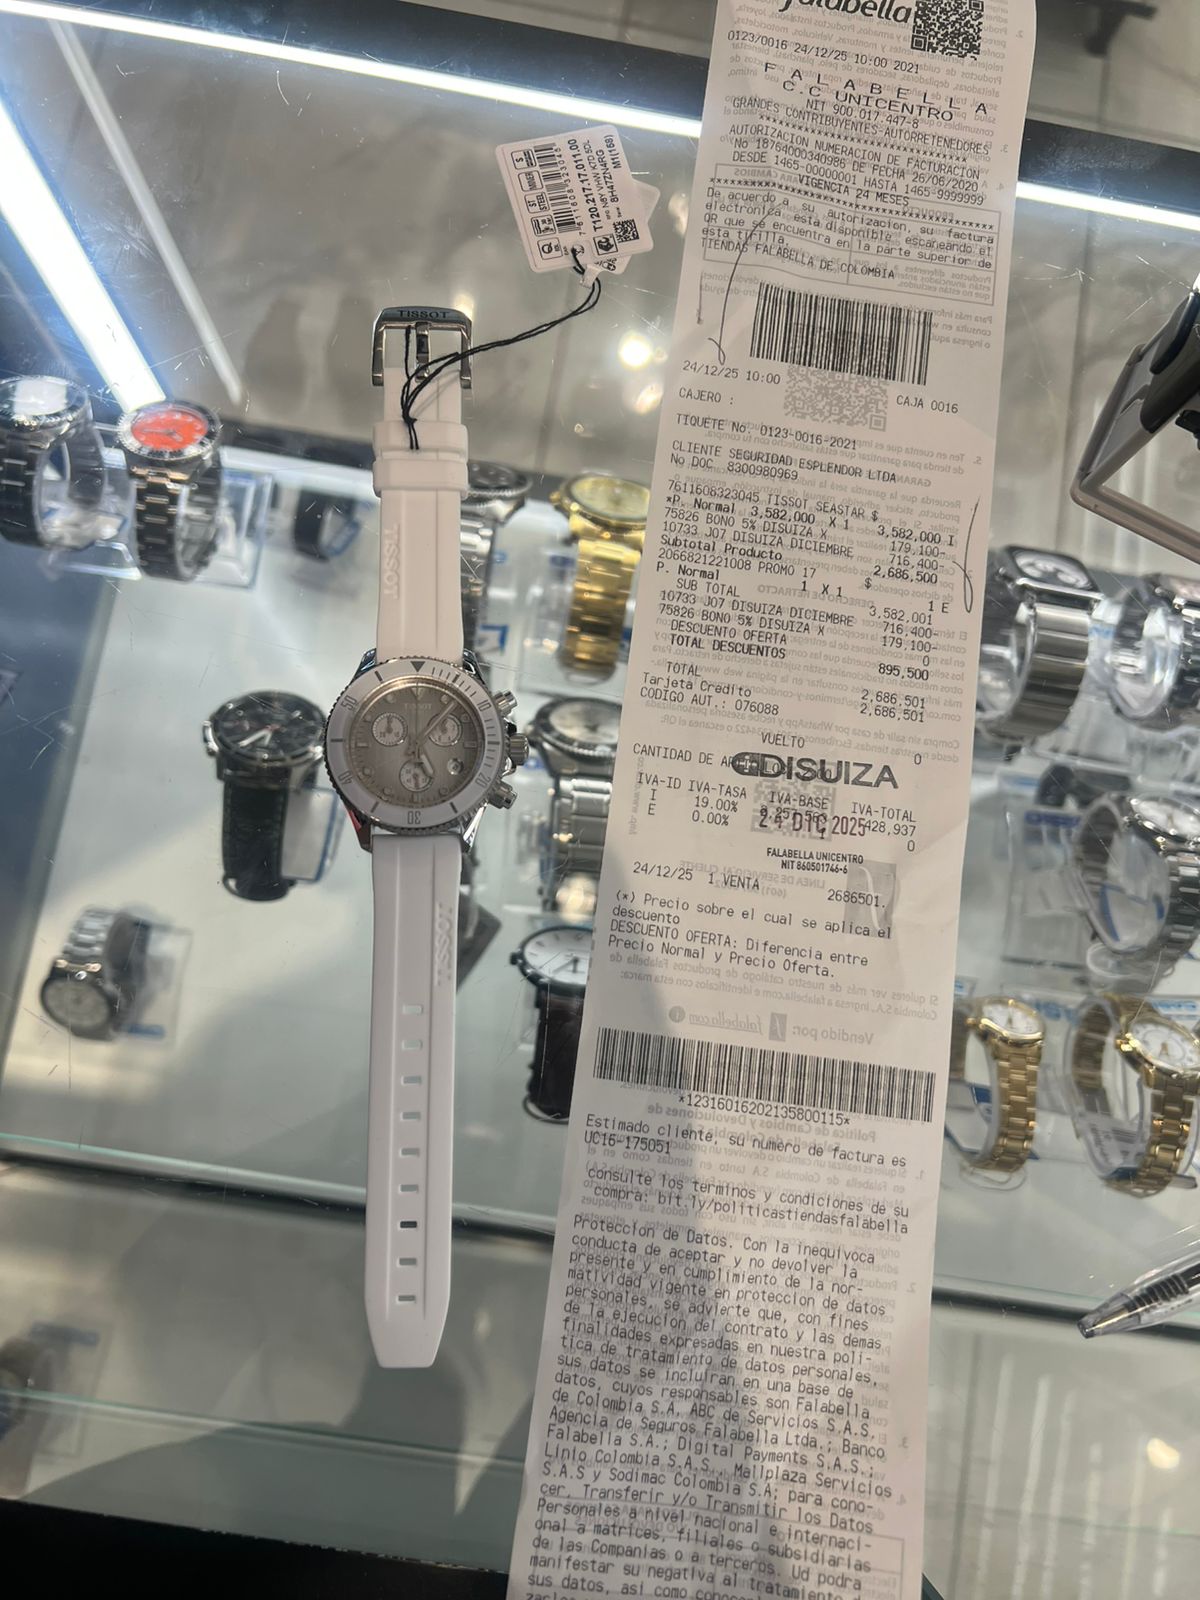 falabella
0123/0016 24/12/25 10:00 2021
F A L A B E L L A
C.C UNICENTRO
NIT 900.017.447-8
GRANDES CONTRIBUYENTES-AUTORRETENEDORES
AUTORIZACION NUMERACION DE FACTURACION
No 18764000340986 DE FECHA 26/06/2020
DESDE 1465-00000001 HASTA 1465-9999999
VIGENCIA 24 MESES
De acuerdo a su autorizacion, su factura
electronica esta disponible escaneando el
QR que se encuentra en la parte superior de
esta tirilla
TIENDAS FALABELLA DE COLOMBIA
24/12/25 10:00
CAJERO : CAJA 0016
TIQUETE No. 0123-0016-2021
CLIENTE SEGURIDAD ESPLENDOR LTDA
No DOC 8300980969
7611608323045 TISSOT SEASTAR $
*P. Normal 3,582,000 X 1 3,582,000 I
75826 BONO 5% DISUIZA X 179,100-
10733 J07 DISUIZA DICIEMBRE 716,400-
Subtotal Producto 2,686,500
2066821221008 PROMO 17 $
P. Normal 1 X 1 1 E
SUB TOTAL 3,582,001
10733 J07 DISUIZA DICIEMBRE 716,400-
75826 BONO 5% DISUIZA X 179,100-
DESCUENTO OFERTA 0
TOTAL DESCUENTOS 895,500
TOTAL 2,686,501
Tarjeta Credito 2,686,501
CODIGO AUT.: 076088
VUELTO 0
CANTIDAD DE
DISUIZA
IVA-ID IVA-TASA IVA-BASE IVA-TOTAL
I 19.00% 428,937
E 0.00% 0
24 DIC 2025
FALABELLA UNICENTRO
NIT 860501746-6
24/12/25 1 VENTA 2686501.
(*) Precio sobre el cual se aplica el
descuento
DESCUENTO OFERTA: Diferencia entre
Precio Normal y Precio Oferta.
*12316016202135800115*
Estimado cliente, su numero de factura es
UC16-175051
consulte los terminos y condiciones de su
compra: bit.ly/politicastiendasfalabella
Proteccion de Datos. Con la inequivoca
conducta de aceptar y no devolver la
presente y en cumplimiento de la nor-
matividad vigente en proteccion de datos
personales, se advierte que, con fines
de la ejecucion del contrato y las demas
finalidades expresadas en nuestra poli-
tica de tratamiento de datos personales,
sus datos se incluiran en una base de
datos, cuyos responsables son Falabella
de Colombia S.A, ABC de Servicios S.A.S,
Agencia de Seguros Falabella Ltda.; Banco
Falabella S.A.; Digital Payments S.A.S.;
Linio Colombia S.A.S., Mallplaza Servicios
S.A.S y Sodimac Colombia S.A; para cono-
cer, Transferir y/o Transmitir los Datos
Personales a nivel nacional e internaci-
onal a matrices, filiales o subsidiarias
de las Companias o a terceros. Ud podra
manifestar su negativa al tratamiento d
sus datos, asi como
T120.217.17.011.00
8H47ZN4RG
M1(158)
7 611608 323045
TISSOT
TISSOT
TISSOT
TISSOT
50
10
40
20
30